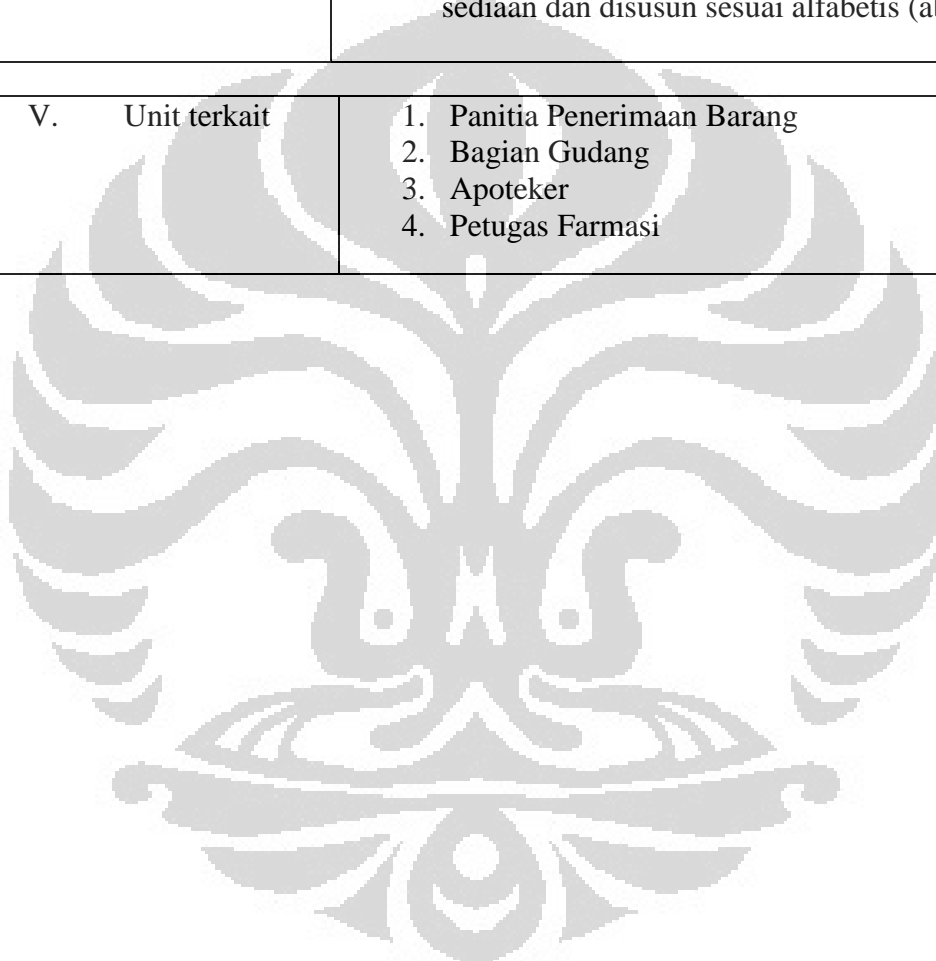 sediaan dan disusun sesuai alfabetis
V. Unit terkait
1. Panitia Penerimaan Barang
2. Bagian Gudang
3. Apoteker
4. Petugas Farmasi